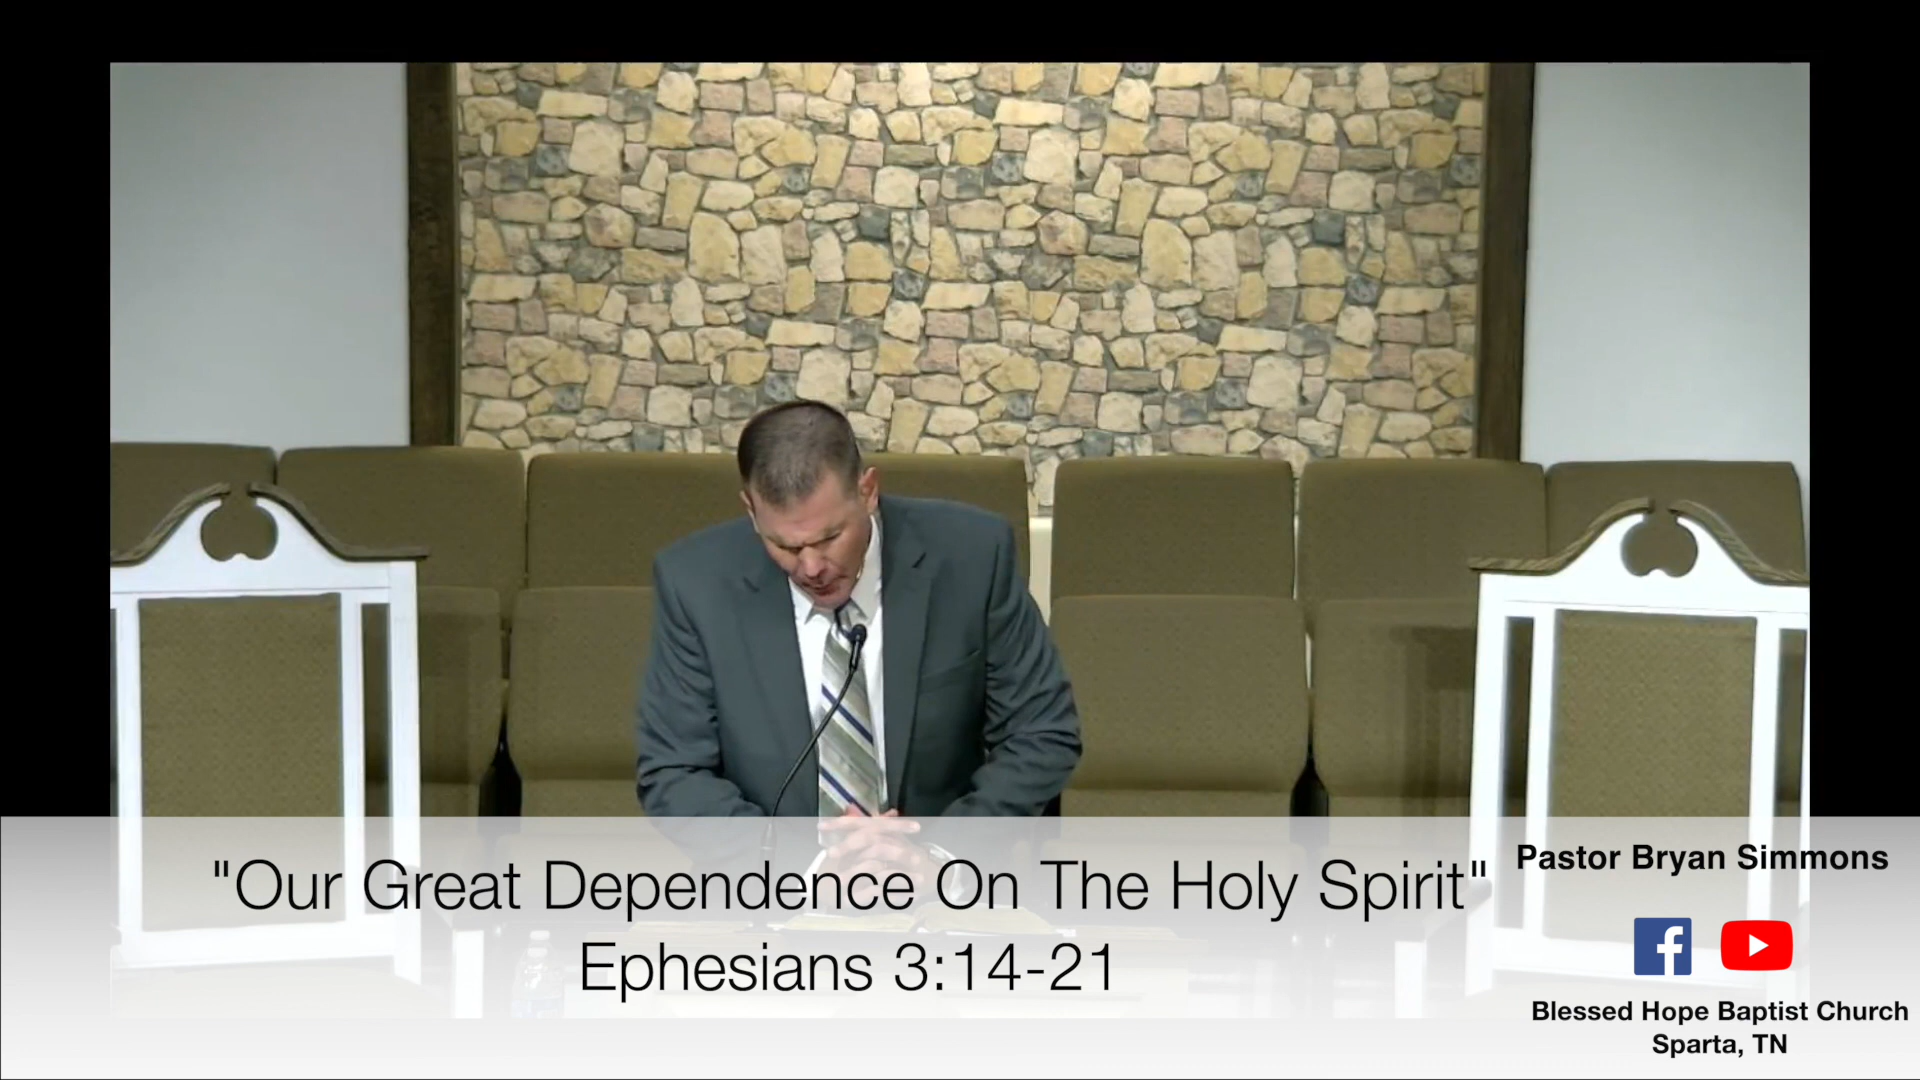 "Our Great Dependence On The Holy Spirit"
Ephesians 3:14-21
Pastor Bryan Simmons
Blessed Hope Baptist Church
Sparta, TN